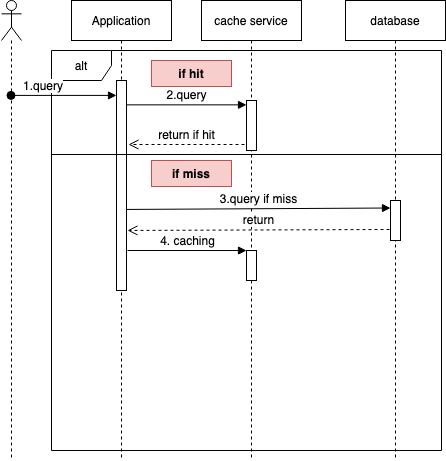 Application
cache service
database
alt
if hit
1.query
2.query
return if hit
if miss
3.query if miss
return
4. caching